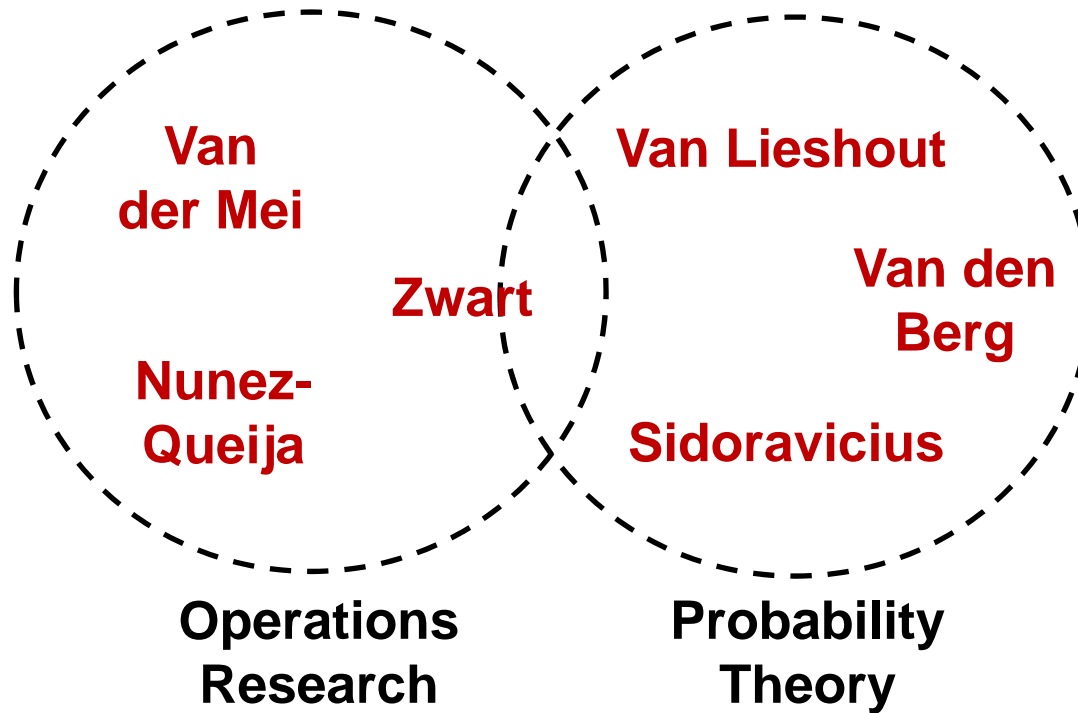 Van
der Mei
Zwart
Nunez-
Queija
Van Lieshout
Van den
Berg
Sidoravicius
Operations
Research
Probability
Theory